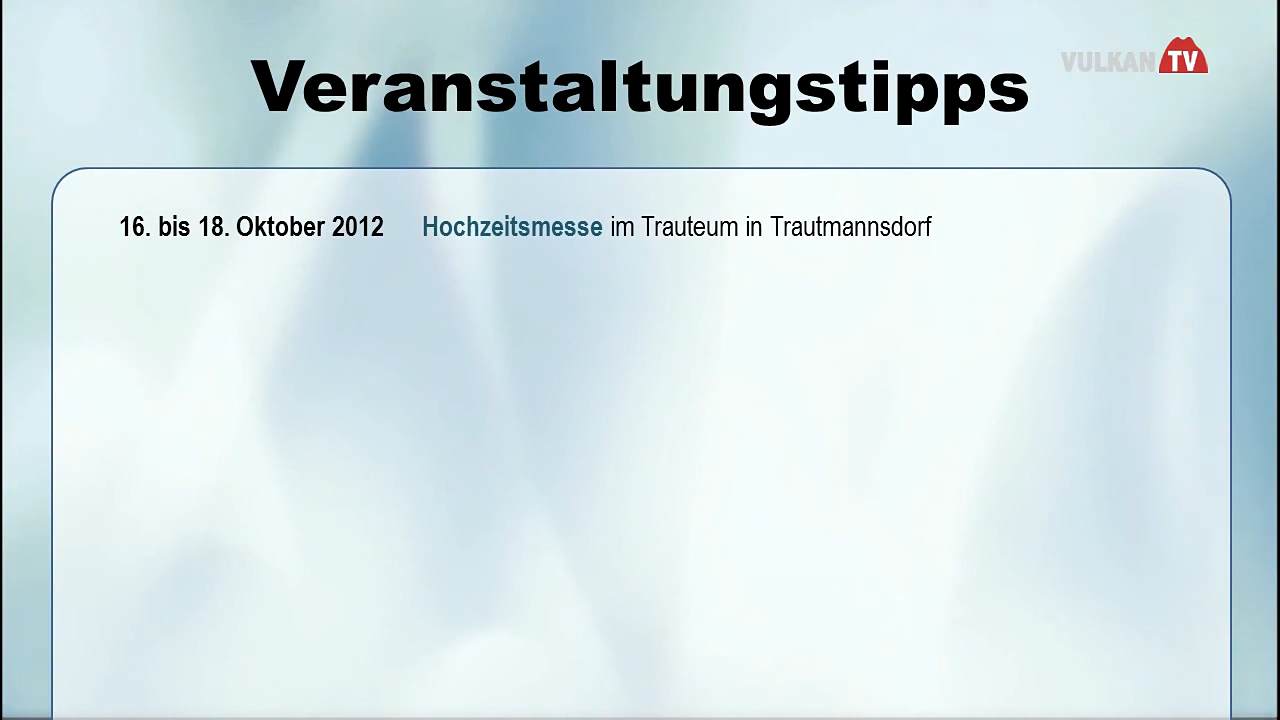 VULKAN TV
Veranstaltungstipps
16. bis 18. Oktober 2012 Hochzeitsmesse im Trauteum in Trautmannsdorf